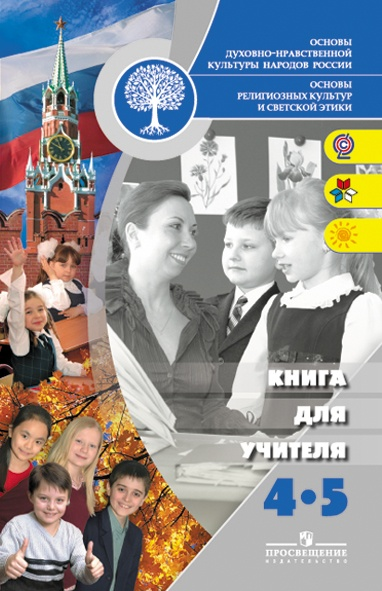 ОСНОВЫ
ДУХОВНО-НРАВСТВЕННОЙ
КУЛЬТУРЫ НАРОДОВ РОССИИ
ОСНОВЫ
РЕЛИГИОЗНЫХ КУЛЬТУР
И СВЕТСКОЙ ЭТИКИ
КНИГА
ДЛЯ
УЧИТЕЛЯ
4•5
ПРОСВЕЩЕНИЕ
ИЗДАТЕЛЬСТВО